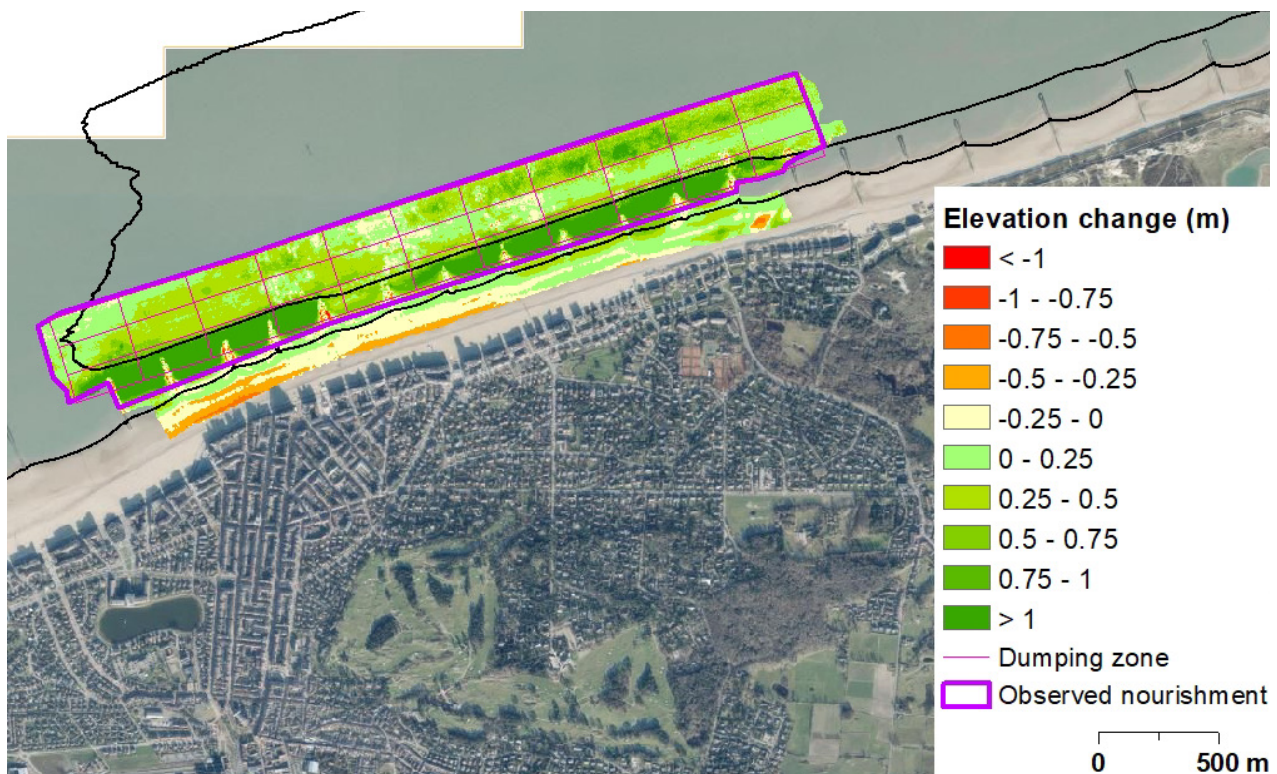 Elevation change (m)
< -1
-1 - -0.75
-0.75 - -0.5
-0.5 - -0.25
-0.25 - 0
0 - 0.25
0.25 - 0.5
0.5 - 0.75
0.75 - 1
> 1
Dumping zone
Observed nourishment
0 500 m